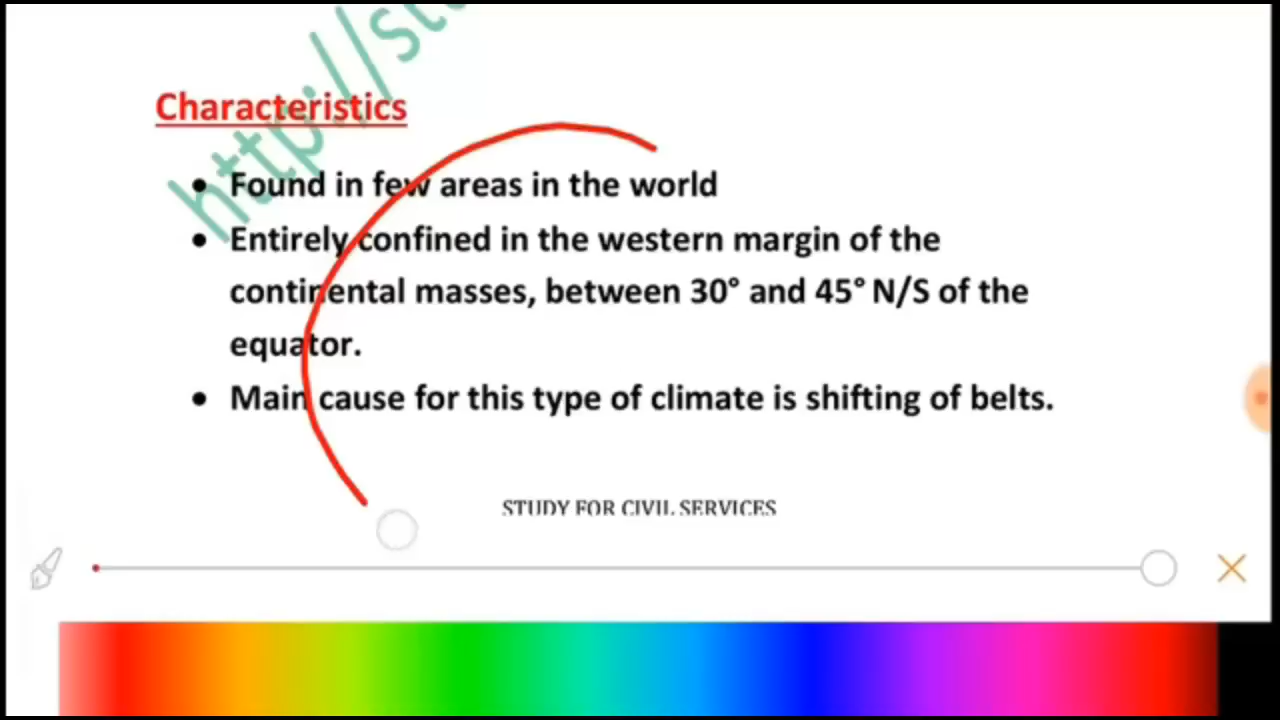 http://st
Characteristics
• Found in few areas in the world
• Entirely confined in the western margin of the
continental masses, between 30° and 45° N/S of the
equator.
• Main cause for this type of climate is shifting of belts.
STUDY FOR CIVIL SERVICES